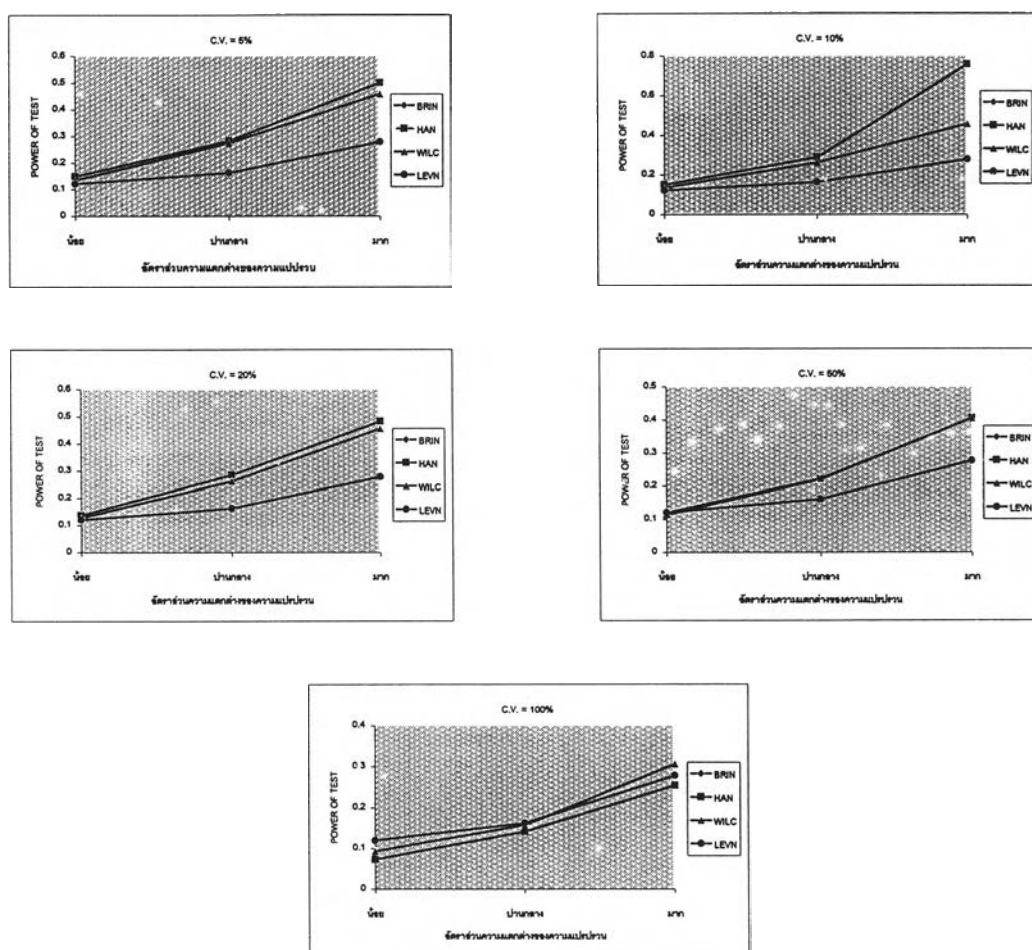 C.V. = 5%
POWER OF TEST
0.6
0.5
0.4
0.3
0.2
0.1
0
น้อย
ปานกลาง
มาก
อัตราส่วนความแตกต่างของความแปปรวน
BRIN
HAN
WILC
LEVN
C.V. = 10%
POWER OF TEST
0.8
0.6
0.4
0.2
0
น้อย
ปานกลาง
มาก
อัตราส่วนความแตกต่างของความแปรปรวน
BRIN
HAN
WILC
LEVN
C.V. = 20%
POWER OF TEST
0.6
0.5
0.4
0.3
0.2
0.1
0
น้อย
ปานกลาง
มาก
อัตราส่วนความแตกต่างของความแปรปรวน
BRIN
HAN
WILC
LEVN
C.V. = 50%
POWER OF TEST
0.5
0.4
0.3
0.2
0.1
0
น้อย
ปานกลาง
มาก
อัตราส่วนความแตกต่างของความแปรปรวน
BRIN
HAN
WILC
LEVN
C.V. = 100%
POWER OF TEST
0.4
0.3
0.2
0.1
0
น้อย
ปานกลาง
มาก
อัตราส่วนความแตกต่างของความแปรปรวน
BRIN
HAN
WILC
LEVN